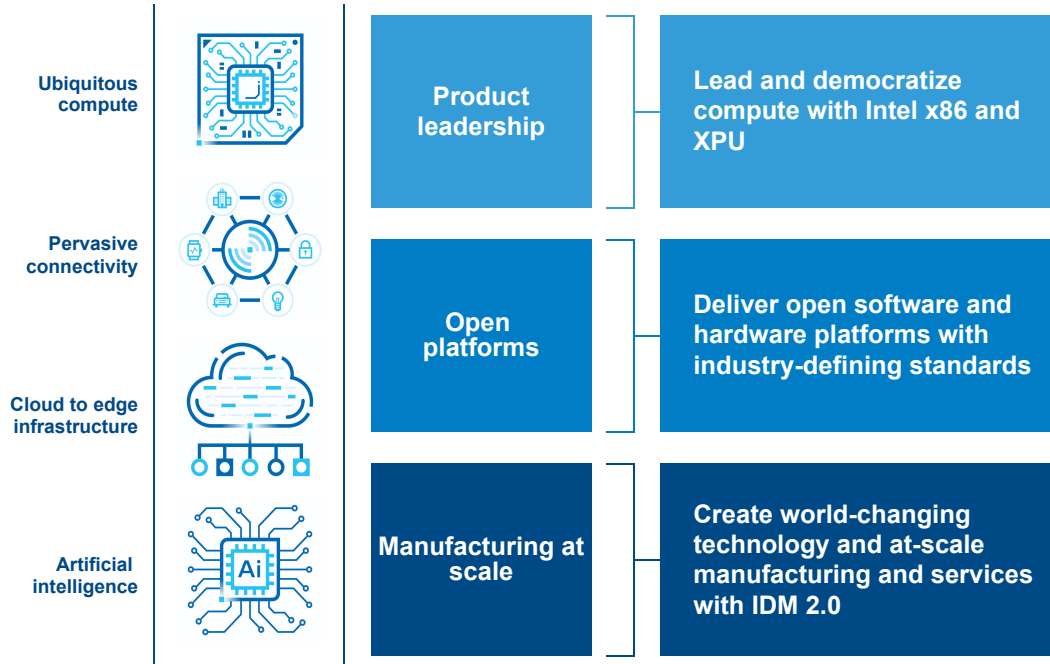 Ubiquitous
compute
Pervasive
connectivity
Cloud to edge
infrastructure
Artificial
intelligence
Ai
Product
leadership
Lead and democratize
compute with Intel x86 and
XPU
Open
platforms
Deliver open software and
hardware platforms with
industry-defining standards
Manufacturing at
scale
Create world-changing
technology and at-scale
manufacturing and services
with IDM 2.0